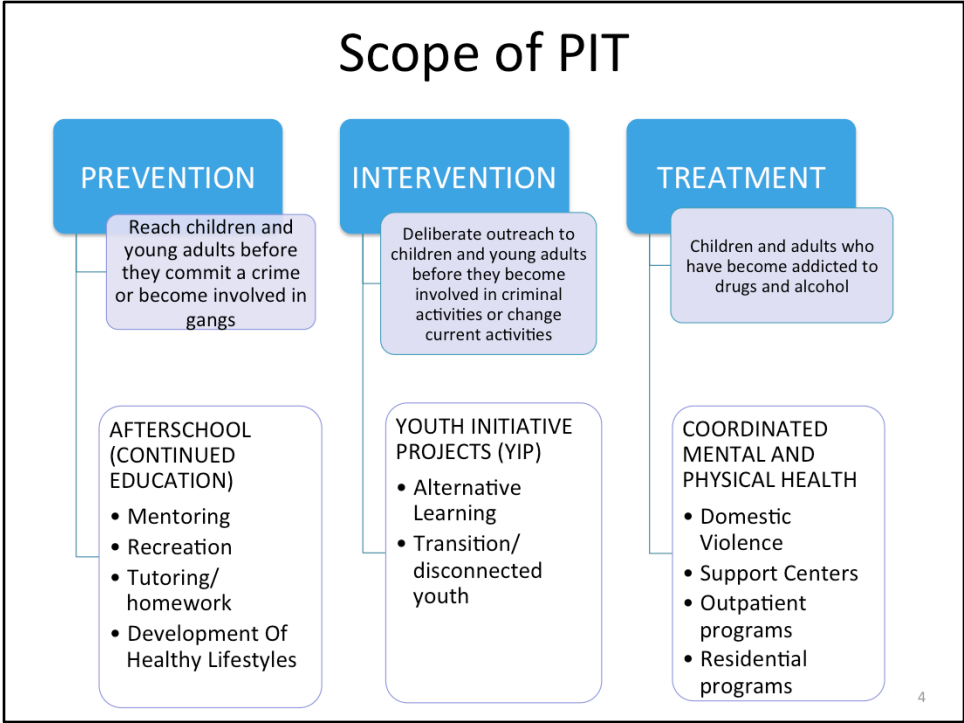 Scope of PIT
PREVENTION
Reach children and
young adults before
they commit a crime
or become involved in
gangs
AFTERSCHOOL
(CONTINUED
EDUCATION)
• Mentoring
• Recreation
• Tutoring/
homework
• Development Of
Healthy Lifestyles
INTERVENTION
Deliberate outreach to
children and young adults
before they become
involved in criminal
activities or change
current activities
YOUTH INITIATIVE
PROJECTS (YIP)
• Alternative
Learning
• Transition/
disconnected
youth
TREATMENT
Children and adults who
have become addicted to
drugs and alcohol
COORDINATED
MENTAL AND
PHYSICAL HEALTH
• Domestic
Violence
• Support Centers
• Outpatient
programs
• Residential
programs
4